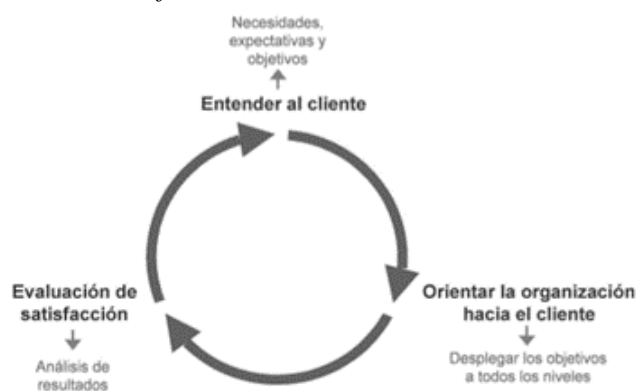 Necesidades,
expectativas y
objetivos
Entender al cliente
Evaluación de
satisfacción
Análisis de
resultados
Orientar la organización
hacia el cliente
Desplegar los objetivos
a todos los niveles